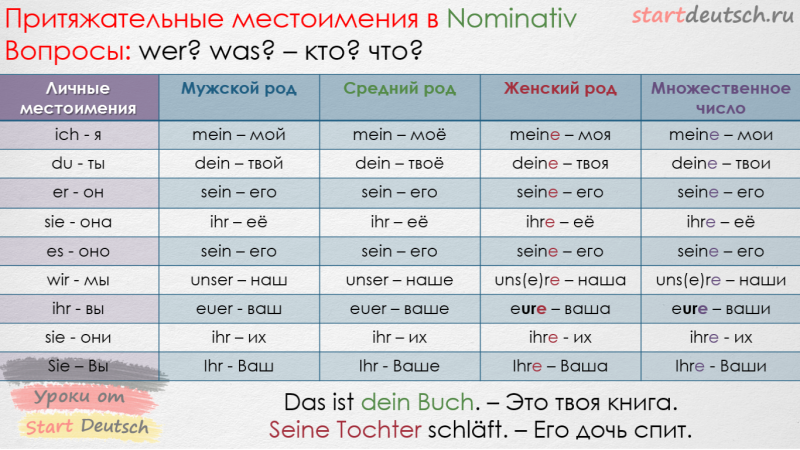 Притяжательные местоимения в Nominativ
startdeutsch.ru
Вопросы: wer? was? – кто? что?
Личные местоимения Мужской род Средний род Женский род Множественное число
ich - я mein – мой mein – моё meine – моя meine – мои
du - ты dein – твой dein – твоё deine – твоя deine – твои
er - он sein – его sein – его seine – его seine – его
sie - она ihr – её ihr – её ihre – её ihre – её
es - оно sein – его sein – его seine – его seine – его
wir - мы unser – наш unser – наше uns(e)re – наша uns(e)re – наши
ihr - вы euer - ваш euer – ваше eure – ваша eure – ваши
sie - они ihr – их ihr – их ihre - их ihre - их
Sie – Вы Ihr - Ваш Ihr - Ваше Ihre – Ваша Ihre - Ваши
Уроки от
Start Deutsch
Das ist dein Buch. – Это твоя книга.
Seine Tochter schläft. – Его дочь спит.